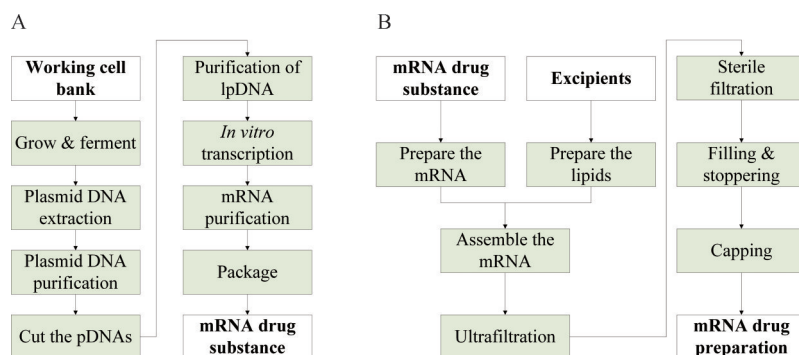 A
Working cell
bank
Grow & ferment
Plasmid DNA
extraction
Plasmid DNA
purification
Cut the pDNAs
Purification of
lpDNA
In vitro
transcription
mRNA
purification
Package
mRNA drug
substance
B
mRNA drug
substance
Excipients
Prepare the
mRNA
Prepare the
lipids
Assemble the
mRNA
Ultrafiltration
Sterile
filtration
Filling &
stoppering
Capping
mRNA drug
preparation